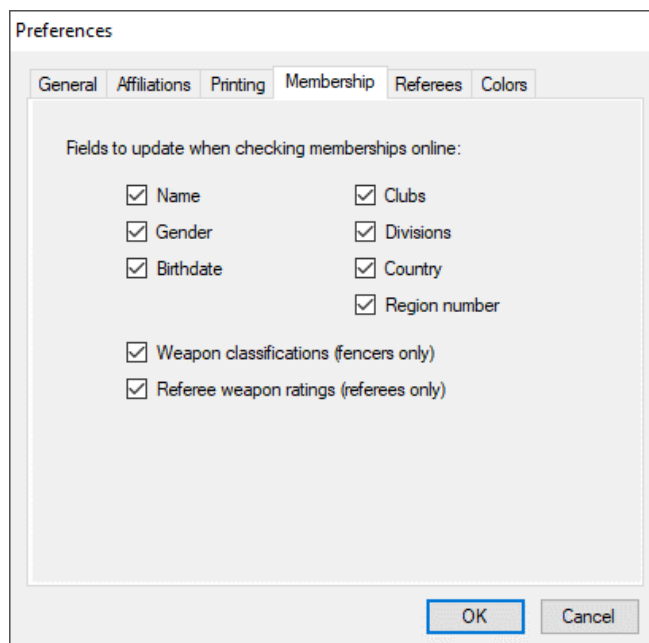 Preferences
General Affiliations Printing Membership Referees Colors
Fields to update when checking memberships online:
Name Clubs
Gender Divisions
Birthdate Country
Region number
Weapon classifications (fencers only)
Referee weapon ratings (referees only)
OK Cancel